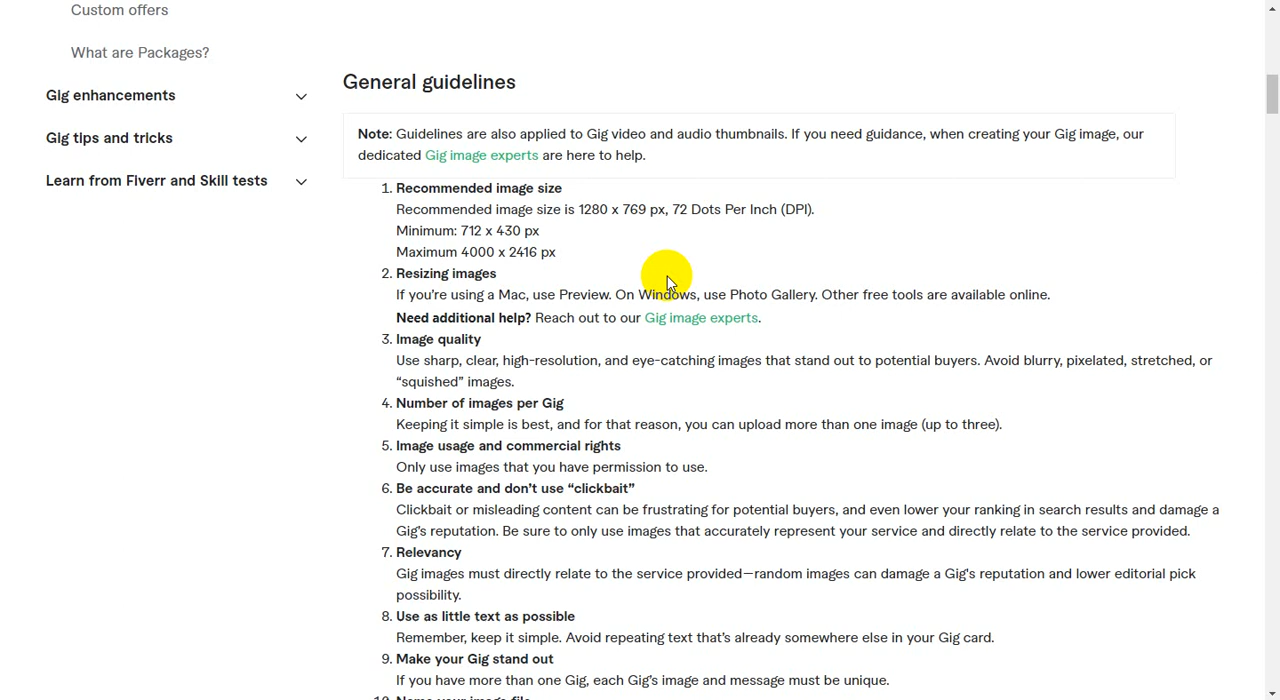 Custom offers
What are Packages?
Gig enhancements
Gig tips and tricks
Learn from Fiverr and Skill tests
General guidelines
Note: Guidelines are also applied to Gig video and audio thumbnails. If you need guidance, when creating your Gig image, our
dedicated Gig image experts are here to help.
1. Recommended image size
Recommended image size is 1280 x 769 px, 72 Dots Per Inch (DPI).
Minimum: 712 x 430 px
Maximum 4000 x 2416 px
2. Resizing images
If you're using a Mac, use Preview. On Windows, use Photo Gallery. Other free tools are available online.
Need additional help? Reach out to our Gig image experts.
3. Image quality
Use sharp, clear, high-resolution, and eye-catching images that stand out to potential buyers. Avoid blurry, pixelated, stretched, or
“squished” images.
4. Number of images per Gig
Keeping it simple is best, and for that reason, you can upload more than one image (up to three).
5. Image usage and commercial rights
Only use images that you have permission to use.
6. Be accurate and don’t use “clickbait”
Clickbait or misleading content can be frustrating for potential buyers, and even lower your ranking in search results and damage a
Gig’s reputation. Be sure to only use images that accurately represent your service and directly relate to the service provided.
7. Relevancy
Gig images must directly relate to the service provided—random images can damage a Gig's reputation and lower editorial pick
possibility.
8. Use as little text as possible
Remember, keep it simple. Avoid repeating text that’s already somewhere else in your Gig card.
9. Make your Gig stand out
If you have more than one Gig, each Gig’s image and message must be unique.
10. Name your image file